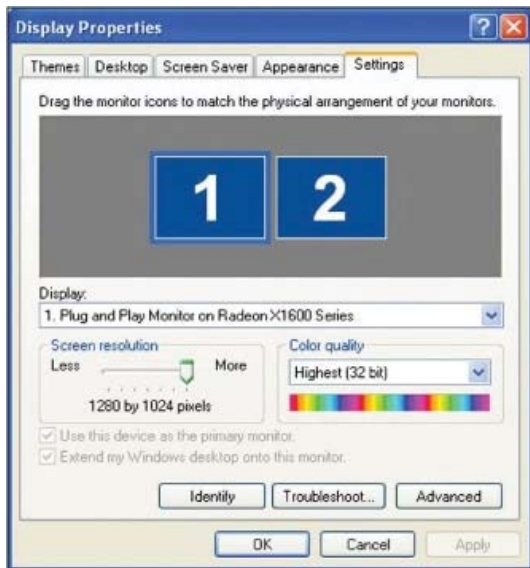 Display Properties
Themes Desktop Screen Saver Appearance Settings
Drag the monitor icons to match the physical arrangement of your monitors.
1 2
Display:
1. Plug and Play Monitor on Radeon X1600 Series
Screen resolution Color quality
Less More Highest (32 bit)
1280 by 1024 pixels
Use this device as the primary monitor.
Extend my Windows desktop onto this monitor.
Identify Troubleshoot... Advanced
OK Cancel Apply